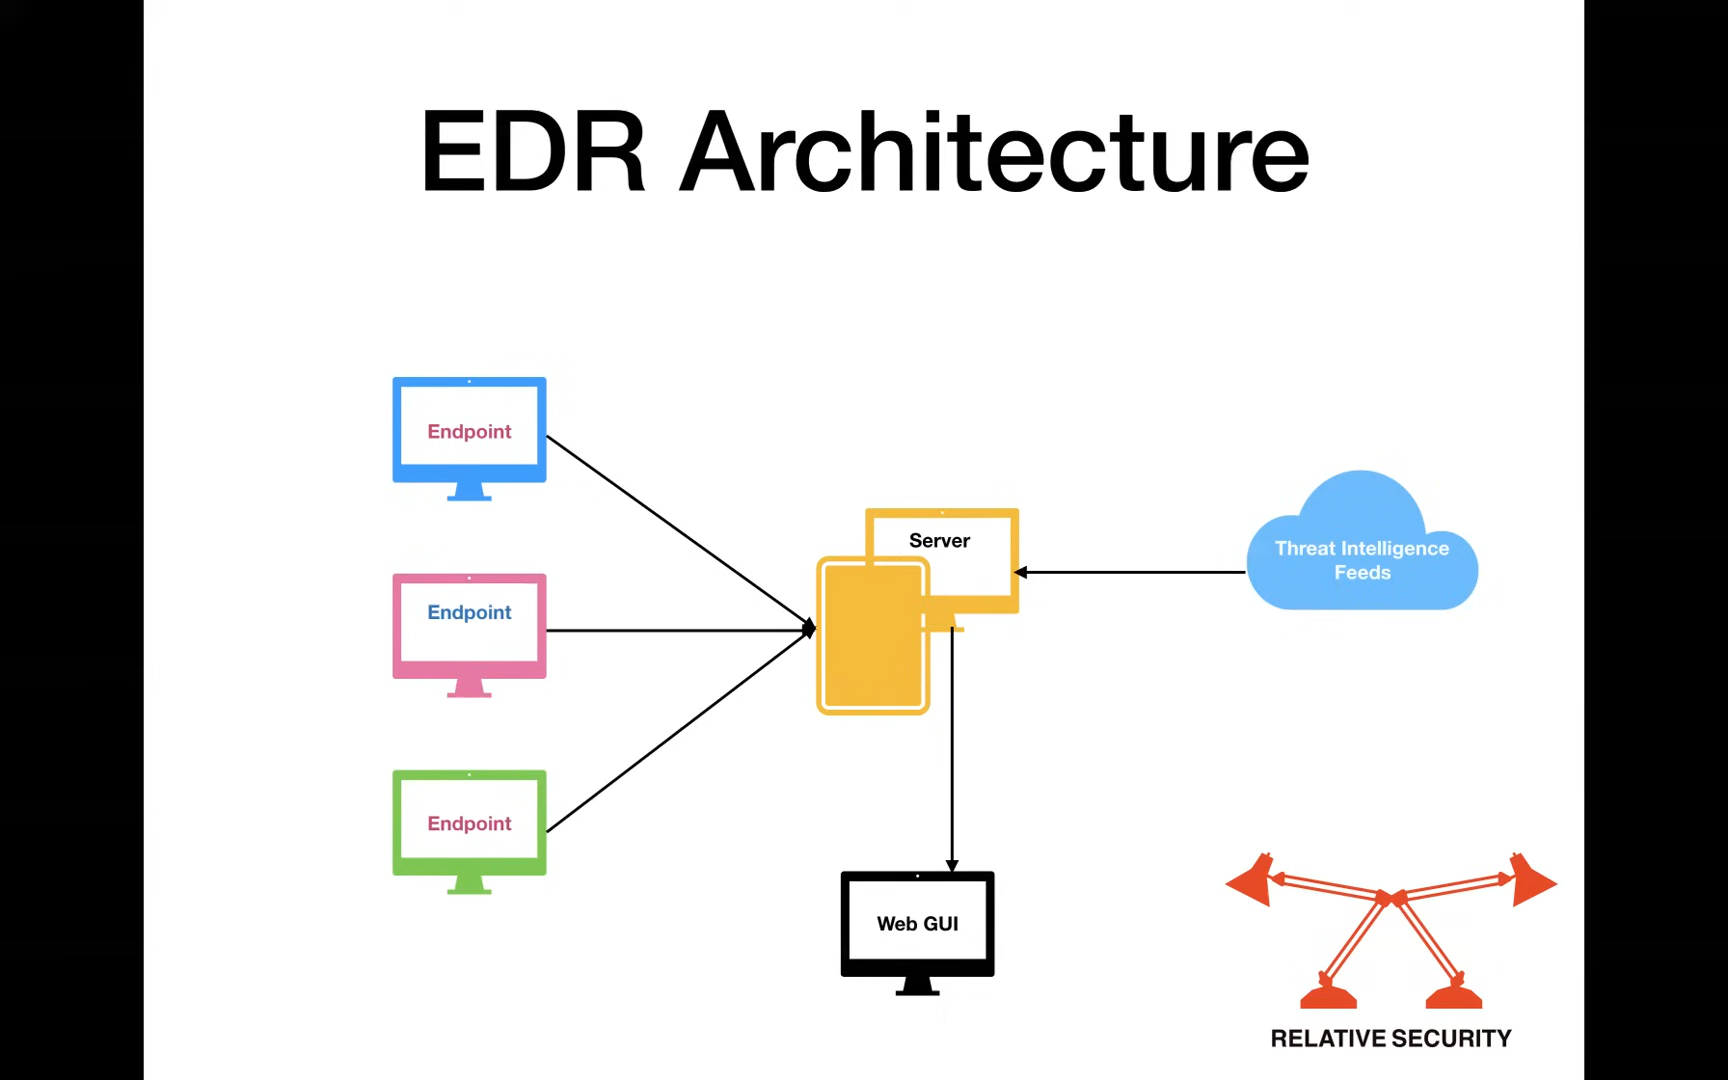 EDR Architecture
Endpoint
Endpoint
Endpoint
Server
Threat Intelligence
Feeds
Web GUI
RELATIVE SECURITY